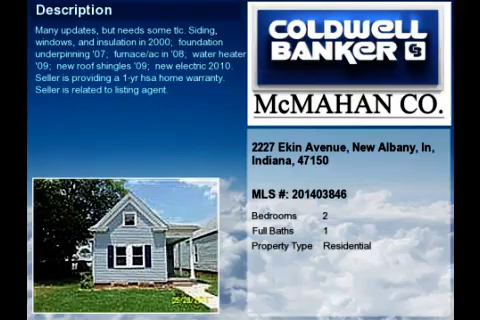 Description
Many updates, but needs some tlc. Siding,
windows, and insulation in 2000; foundation
underpinning '07; furnace/ac in '08; water heater
'09; new roof shingles '09; new electric 2010.
Seller is providing a 1-yr hsa home warranty.
Seller is related to listing agent.
COLDWELL
BANKER CB
McMAHAN CO.
2227 Ekin Avenue, New Albany, In,
Indiana, 47150
MLS #: 201403846
Bedrooms 2
Full Baths 1
Property Type Residential